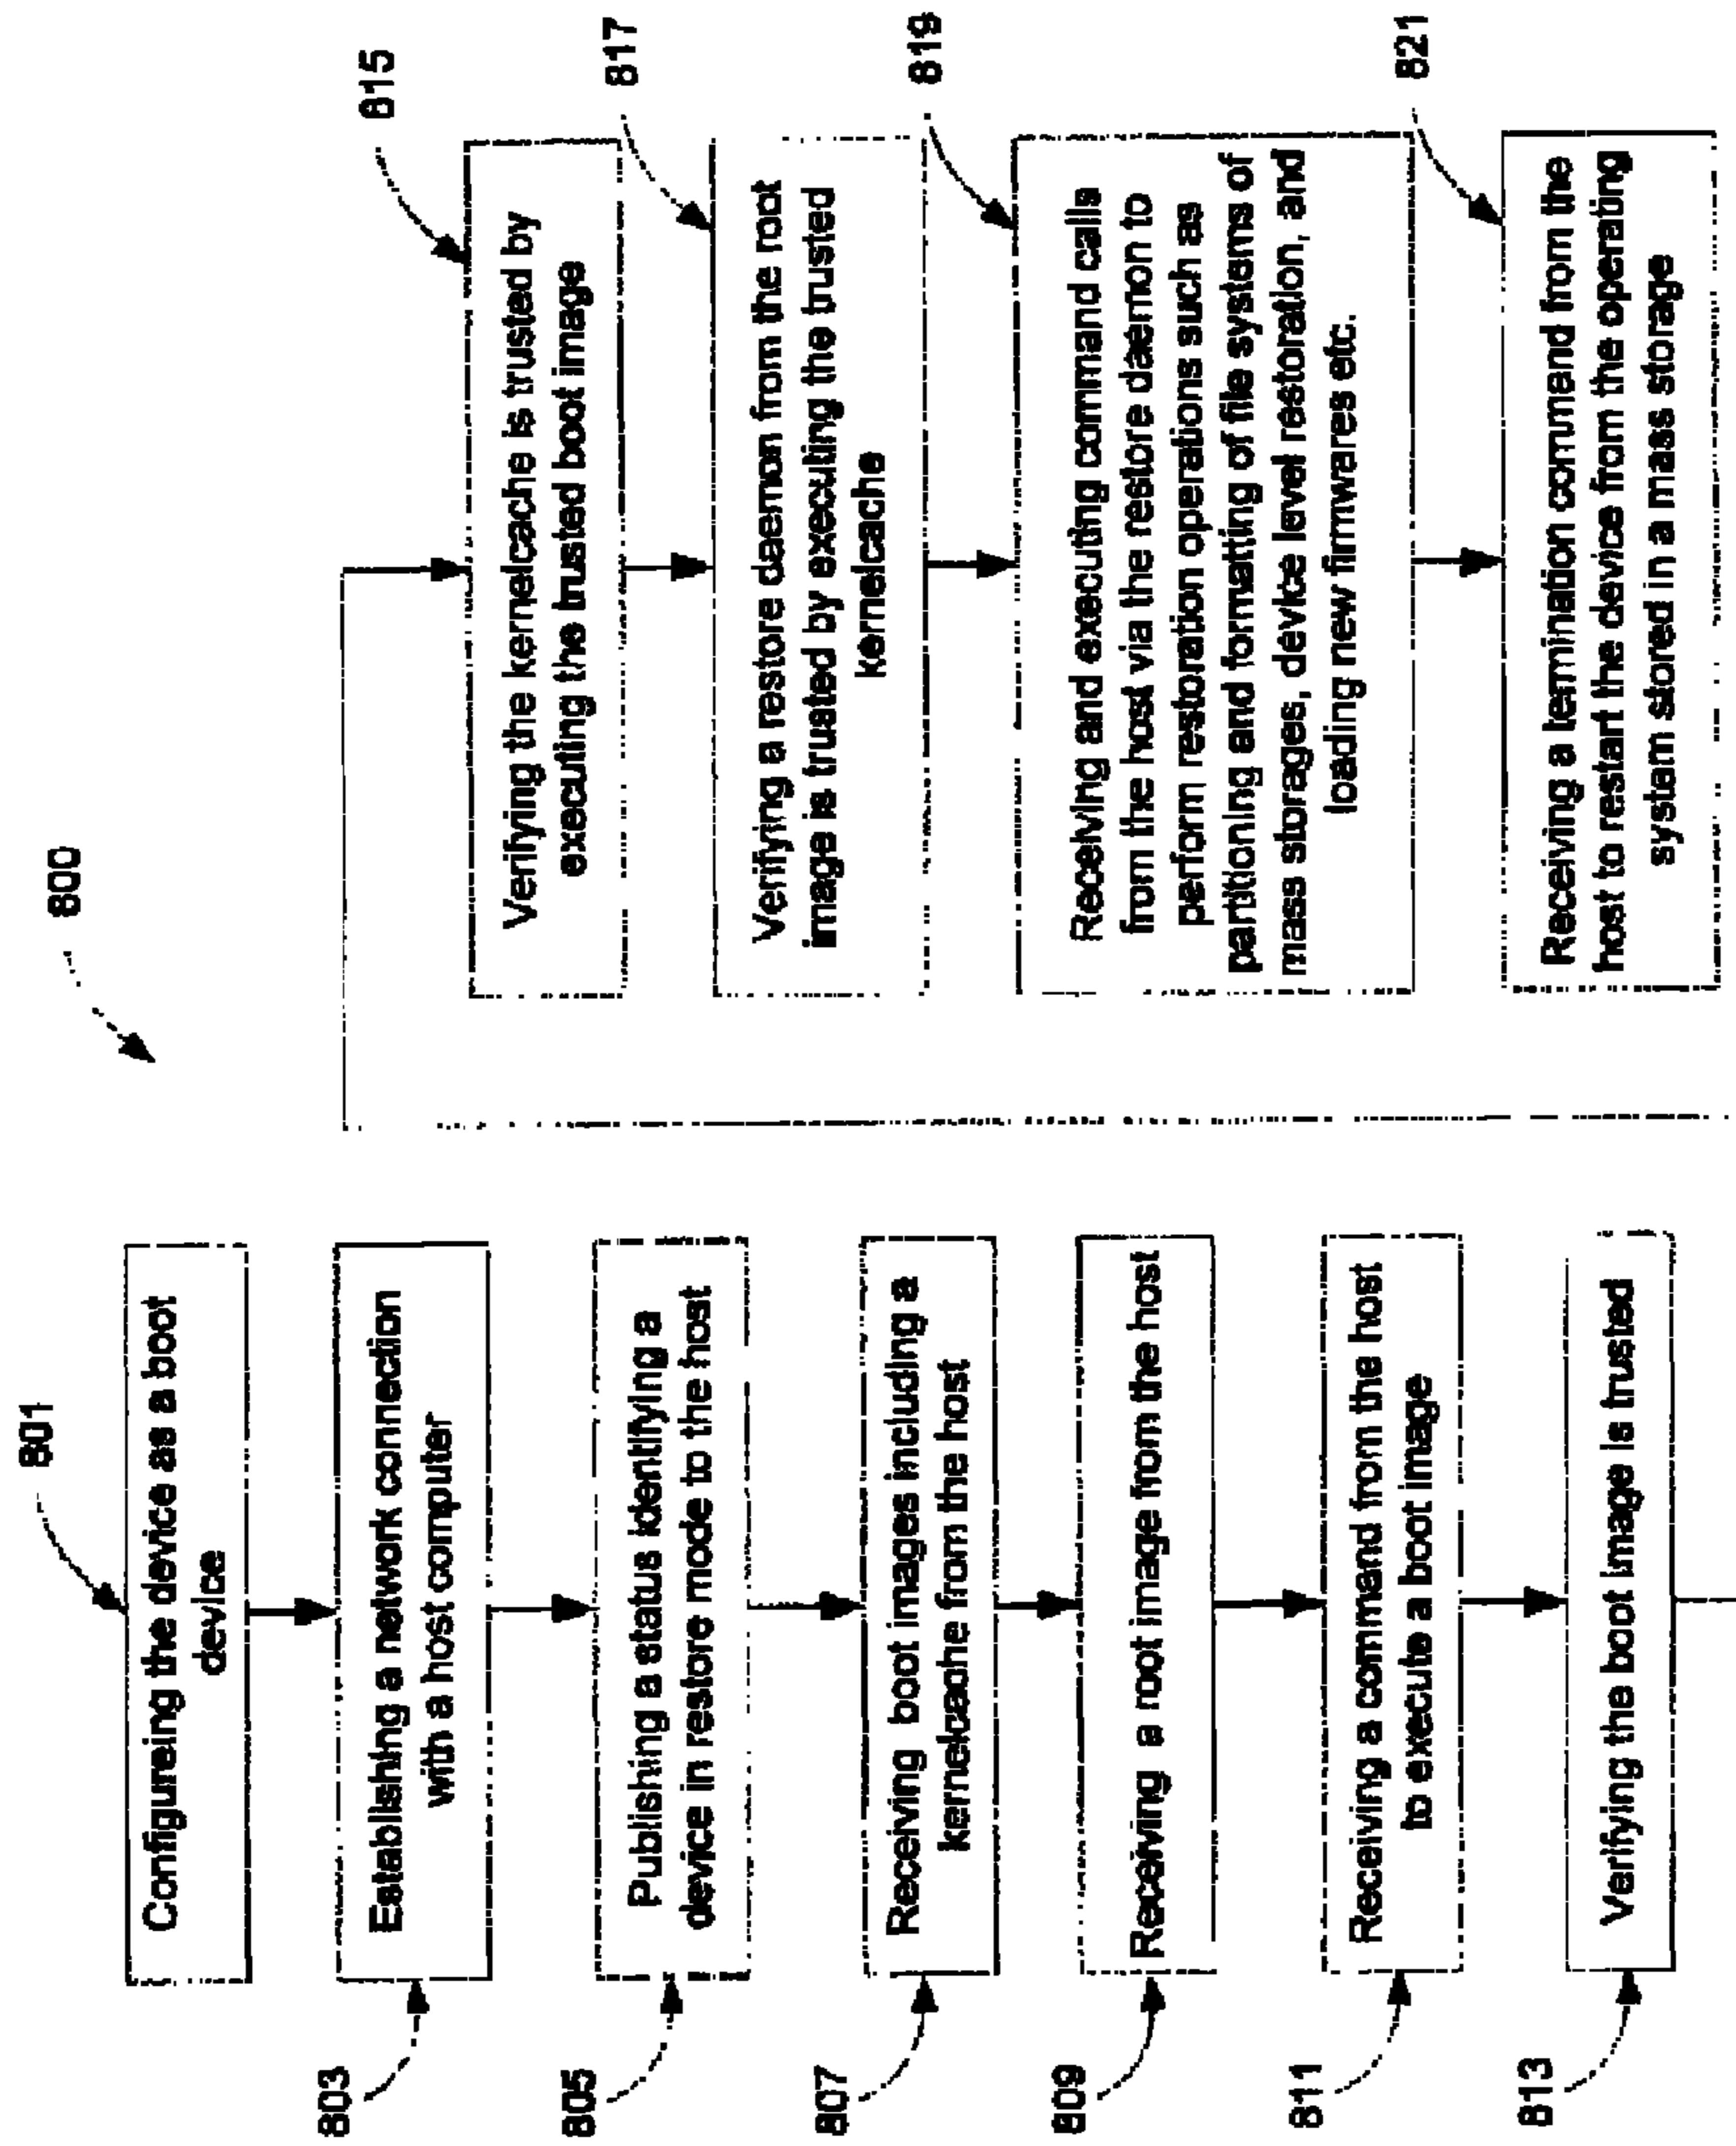 800
801
Configureing the device as a boot
device
803
Establishing a network connection
with a host computer
805
Publishing a status identifying a
device in restore mode to the host
807
Receiving boot images including a
kernelcache from the host
809
Receiving a root image from the host
811
Receiving a command from the host
to execute a boot image
813
Verifying the boot image is trusted
815
Verifying the kernelcache is trusted by
executing the trusted boot image
817
Verifying a restore daemon from the root
image is truated by executing the trusted
kernelcache
819
Receiving and executing command calls
from the host via the restore daemon to
perform restoration operations such as
partitioning and formatting of file systems of
mass storages, device level restoration, and
loading new firmwares etc.
821
Receiving a termination commend from the
host to restart the device from the operating
system stored in a mass storage